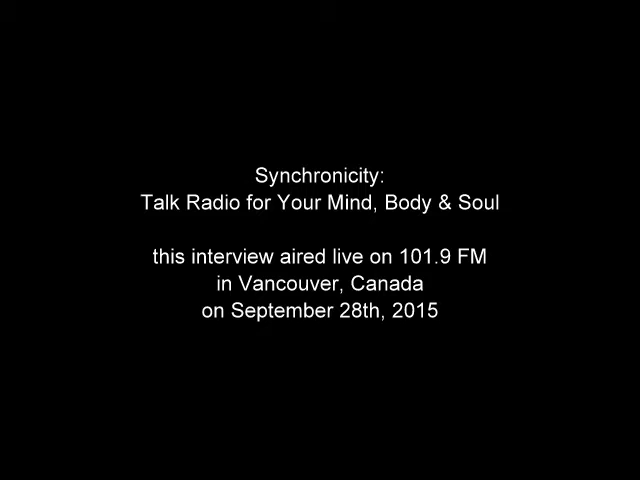 Synchronicity:
Talk Radio for Your Mind, Body & Soul
this interview aired live on 101.9 FM
in Vancouver, Canada
on September 28th, 2015